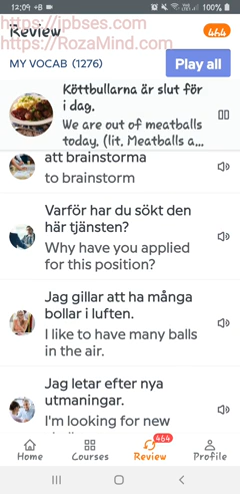 12:09
100%
https://jpbses.com
https://RozaMind.com
Review
464
MY VOCAB (1276)
Play all
Köttbullarna är slut för
i dag.
We are out of meatballs
today, (lit. Meatballs a...
att brainstorma
to brainstorm
Varför har du sökt den
här tjänsten?
Why have you applied
for this position?
Jag gillar att ha många
bollar i luften.
I like to have many balls
in the air.
Jag letar efter nya
utmaningar.
I'm looking for new
464
Home
Courses
Review
Profile